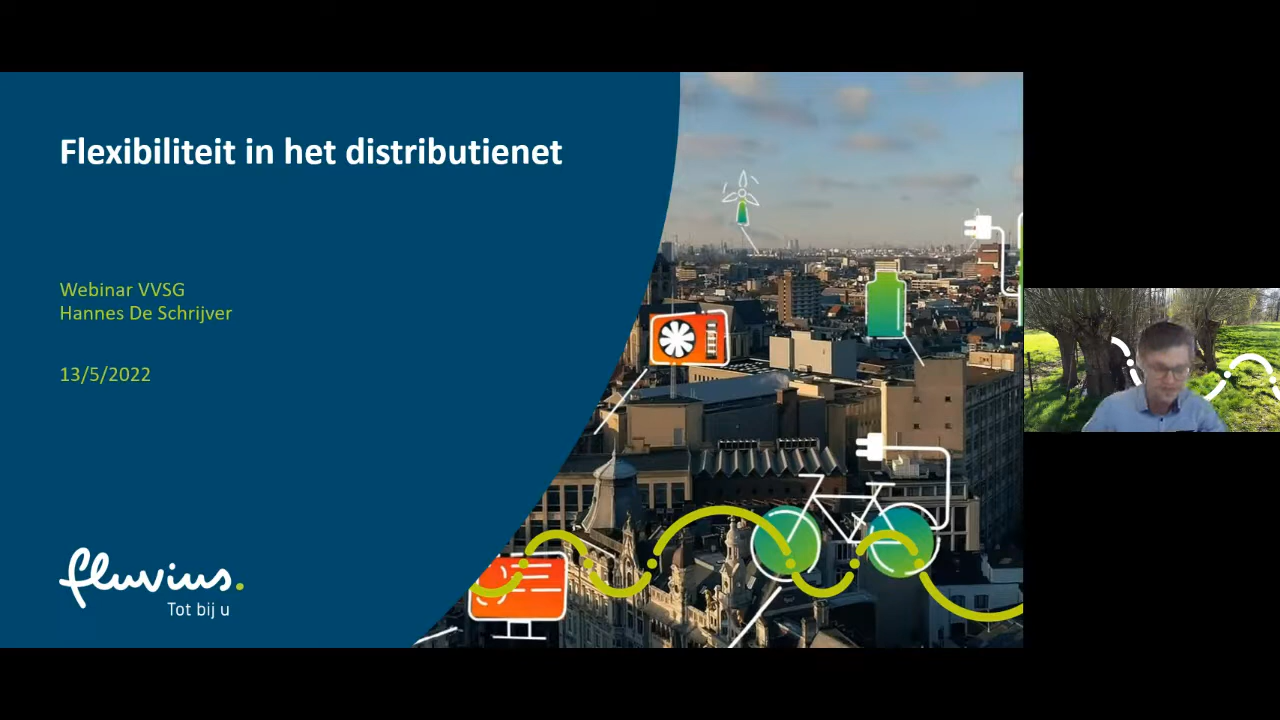 Flexibiliteit in het distributienet
Webinar VVSG
Hannes De Schrijver
13/5/2022
fluvius.
Tot bij u